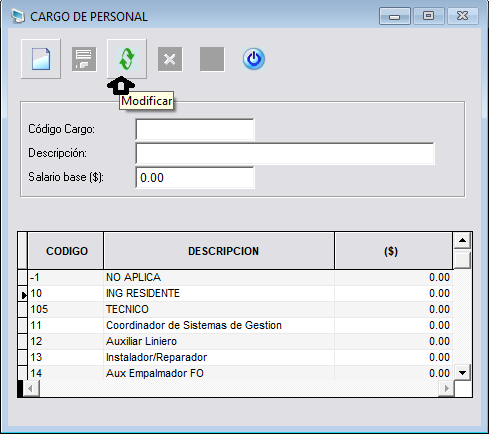 CARGO DE PERSONAL
Modificar
Código Cargo:
Descripción:
Salario base ($): 0.00
CODIGO DESCRIPCION ($)
-1 NO APLICA 0.00
10 ING RESIDENTE 0.00
105 TECNICO 0.00
11 Coordinador de Sistemas de Gestion 0.00
12 Auxiliar Liniero 0.00
13 Instalador/Reparador 0.00
14 Aux Empalmador FO 0.00